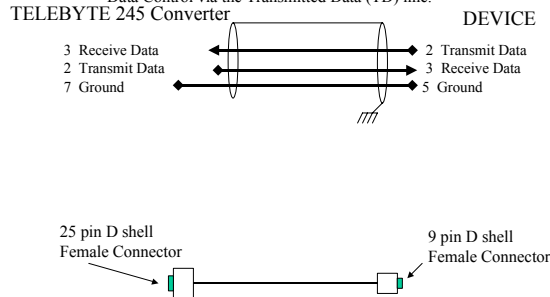 Data Control via the Transmitted Data (TD) line.
TELEBYTE 245 Converter
DEVICE
3 Receive Data
2 Transmit Data
2 Transmit Data
3 Receive Data
7 Ground
5 Ground
25 pin D shell
Female Connector
9 pin D shell
Female Connector